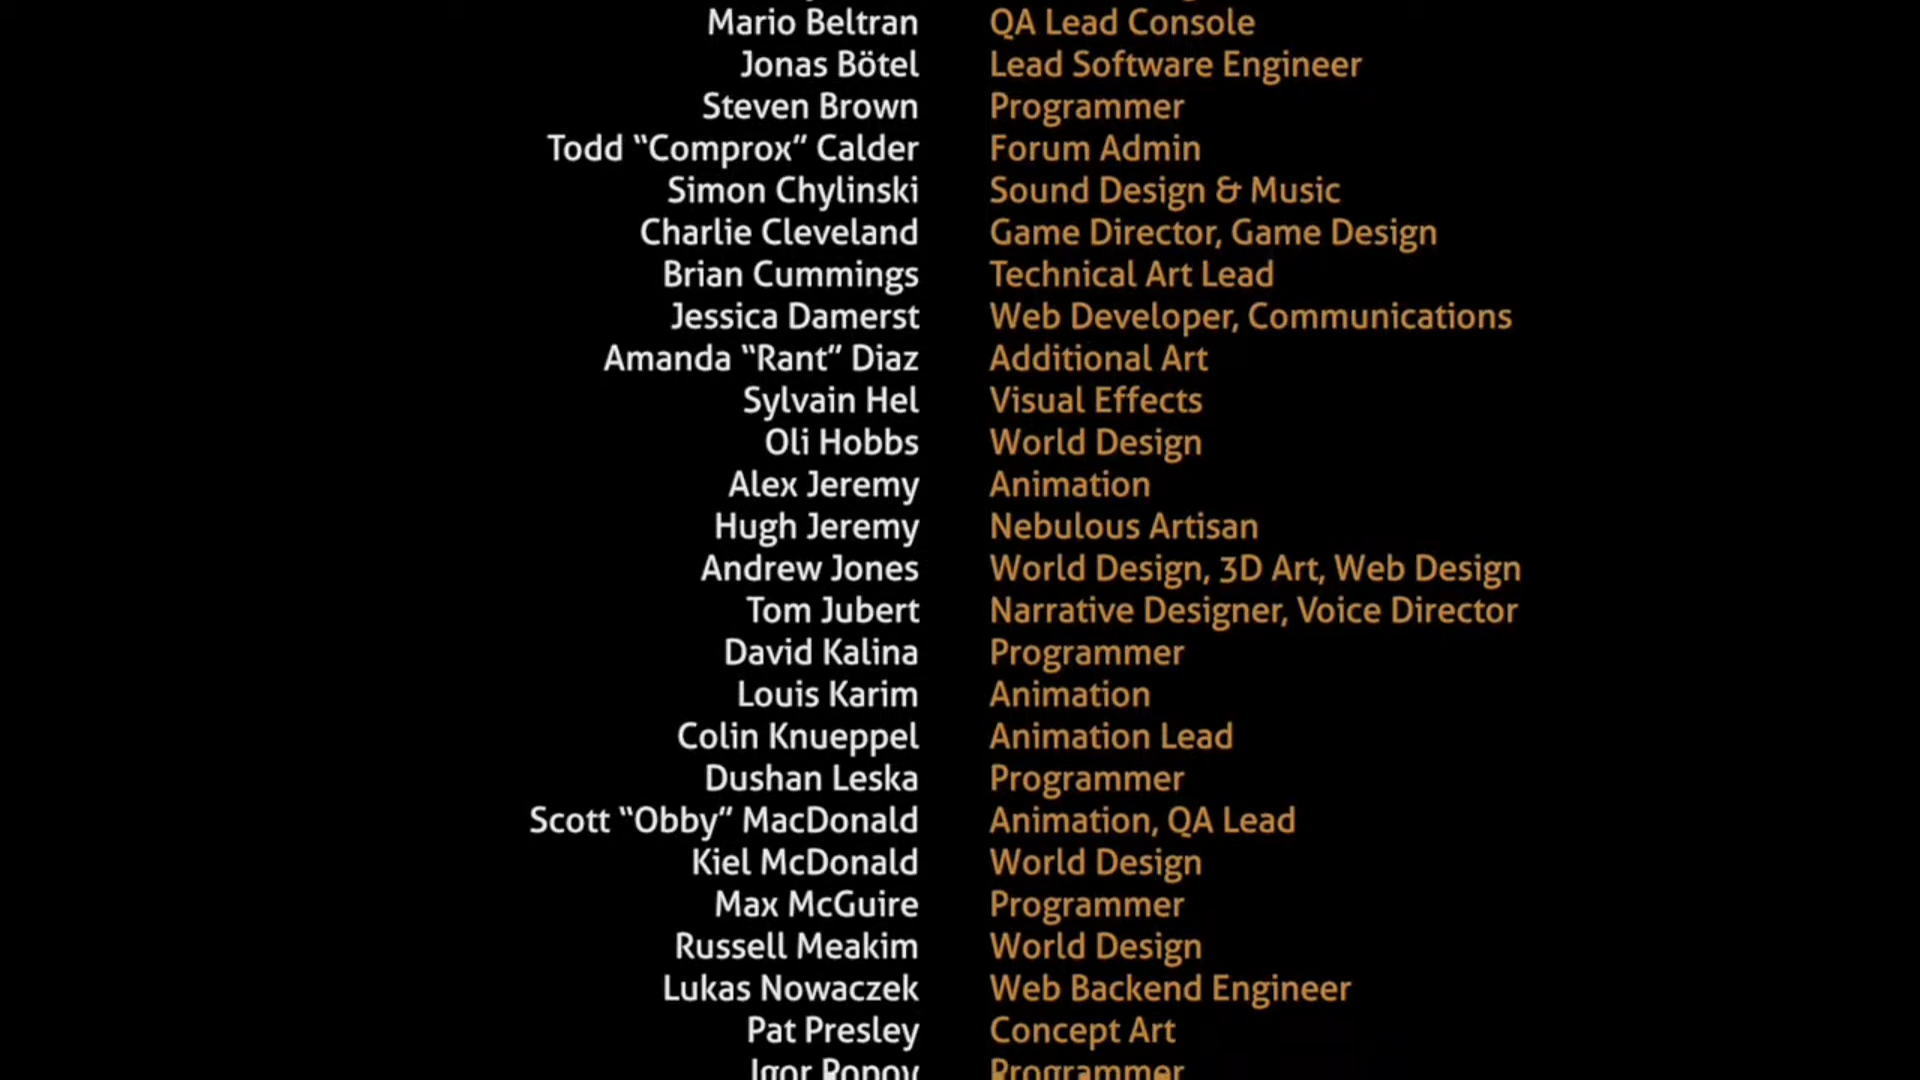 Mario Beltran QA Lead Console
Jonas Bötel Lead Software Engineer
Steven Brown Programmer
Todd “Comprox” Calder Forum Admin
Simon Chylinski Sound Design & Music
Charlie Cleveland Game Director, Game Design
Brian Cummings Technical Art Lead
Jessica Damerst Web Developer, Communications
Amanda “Rant” Diaz Additional Art
Sylvain Hel Visual Effects
Oli Hobbs World Design
Alex Jeremy Animation
Hugh Jeremy Nebulous Artisan
Andrew Jones World Design, 3D Art, Web Design
Tom Jubert Narrative Designer, Voice Director
David Kalina Programmer
Louis Karim Animation
Colin Knueppel Animation Lead
Dushan Leska Programmer
Scott “Obby” MacDonald Animation, QA Lead
Kiel McDonald World Design
Max McGuire Programmer
Russell Meakim World Design
Lukas Nowaczek Web Backend Engineer
Pat Presley Concept Art
Igor Popov Programmer